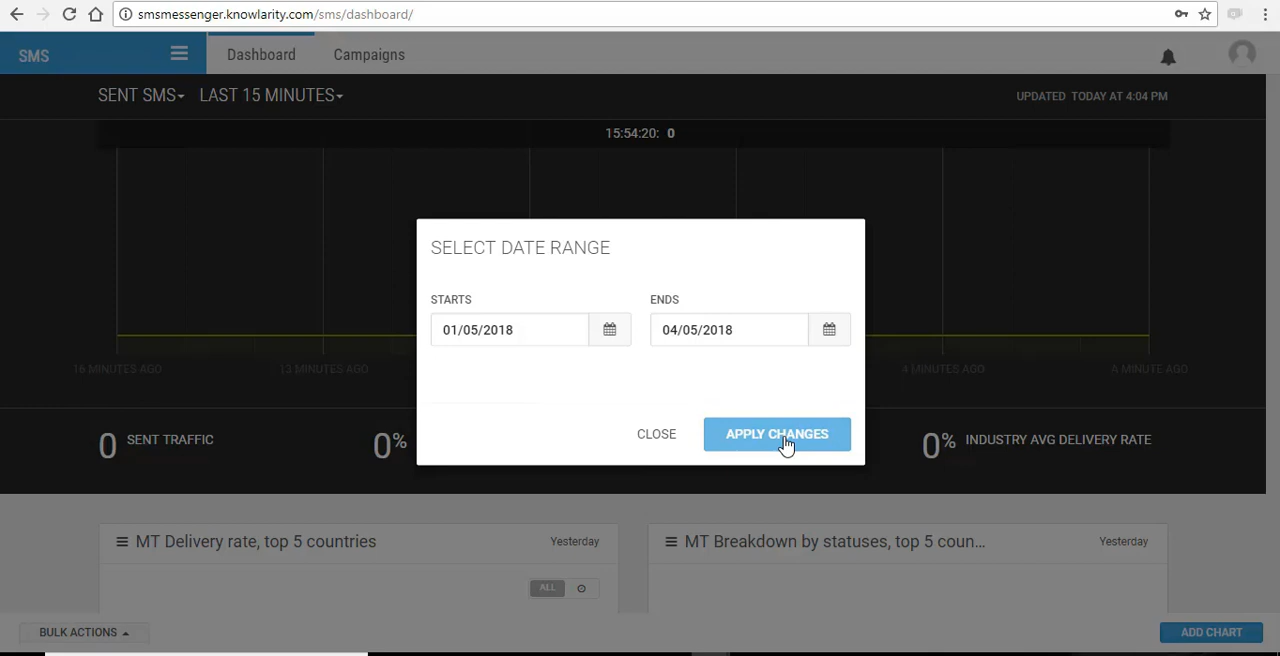 smsmessenger.knowlarity.com/sms/dashboard/
SMS Dashboard Campaigns
SENT SMS LAST 15 MINUTES UPDATED TODAY AT 4:04 PM
15:54:20: 0
SELECT DATE RANGE
STARTS ENDS
01/05/2018 04/05/2018
16 MINUTES AGO 13 MINUTES AGO 4 MINUTES AGO 4 MINUTE AGO
CLOSE APPLY CHANGES
0 SENT TRAFFIC 0% 0% INDUSTRY AVG DELIVERY RATE
MT Delivery rate, top 5 countries Yesterday MT Breakdown by statuses, top 5 coun... Yesterday
ALL
BULK ACTIONS ADD CHART